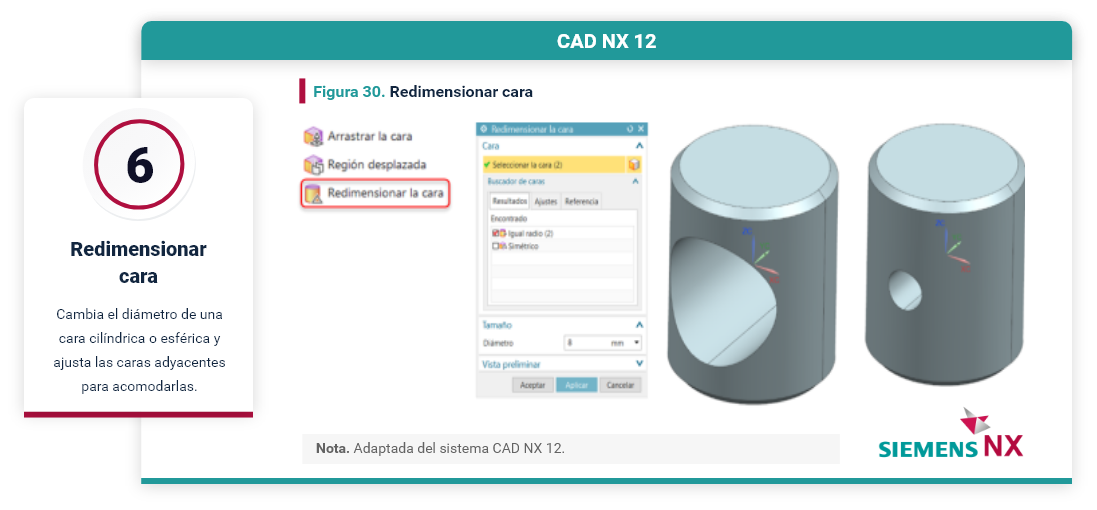 CAD NX 12
6
Redimensionar
cara
Cambia el diámetro de una
cara cilíndrica o esférica y
ajusta las caras adyacentes
para acomodarlas.
Figura 30. Redimensionar cara
Arrastrar la cara
Región desplazada
Redimensionar la cara
Redimensionar la cara
Cara
Seleccionar la cara (2)
Buscador de caras
Resultados Ajustes Referencia
Encontrado
Igual radio (2)
Simétrico
Tamaño
Diámetro 8 mm
Vista preliminar
Aceptar Aplicar Cancelar
Nota. Adaptada del sistema CAD NX 12.
SIEMENS NX